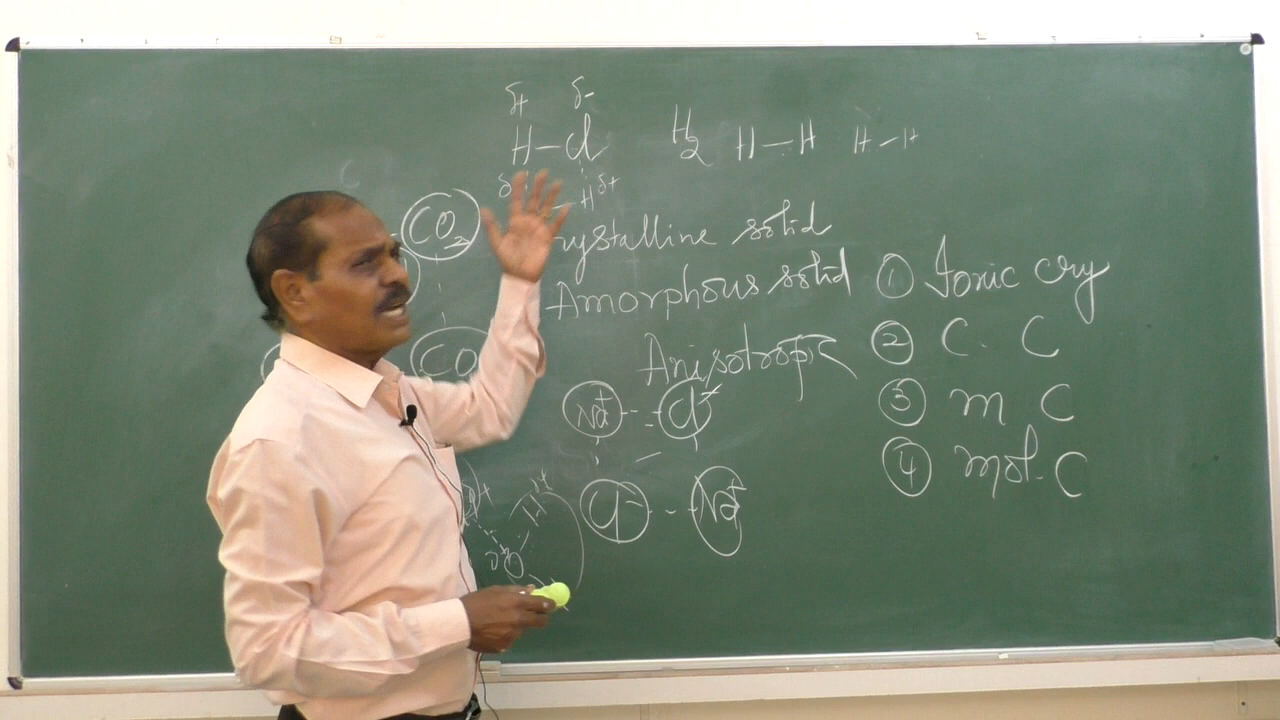 δ+ δ-
H-Cl H2 H-H H-H
δ -H δ+
CO2 rystalline solid
Amorphous solid ① Ionic cry
CO Anisotropic ② C. C
Na+ Cl- ③ m C
④ mol. C
Cl- Na+
H+
O